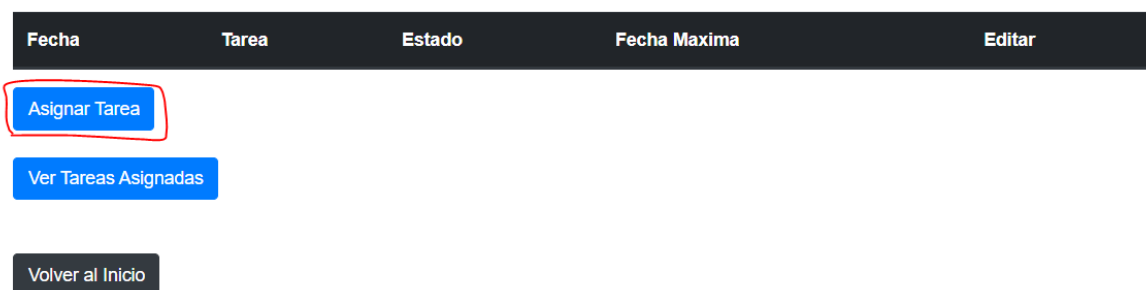 Fecha Tarea Estado Fecha Maxima Editar
Asignar Tarea
Ver Tareas Asignadas
Volver al Inicio